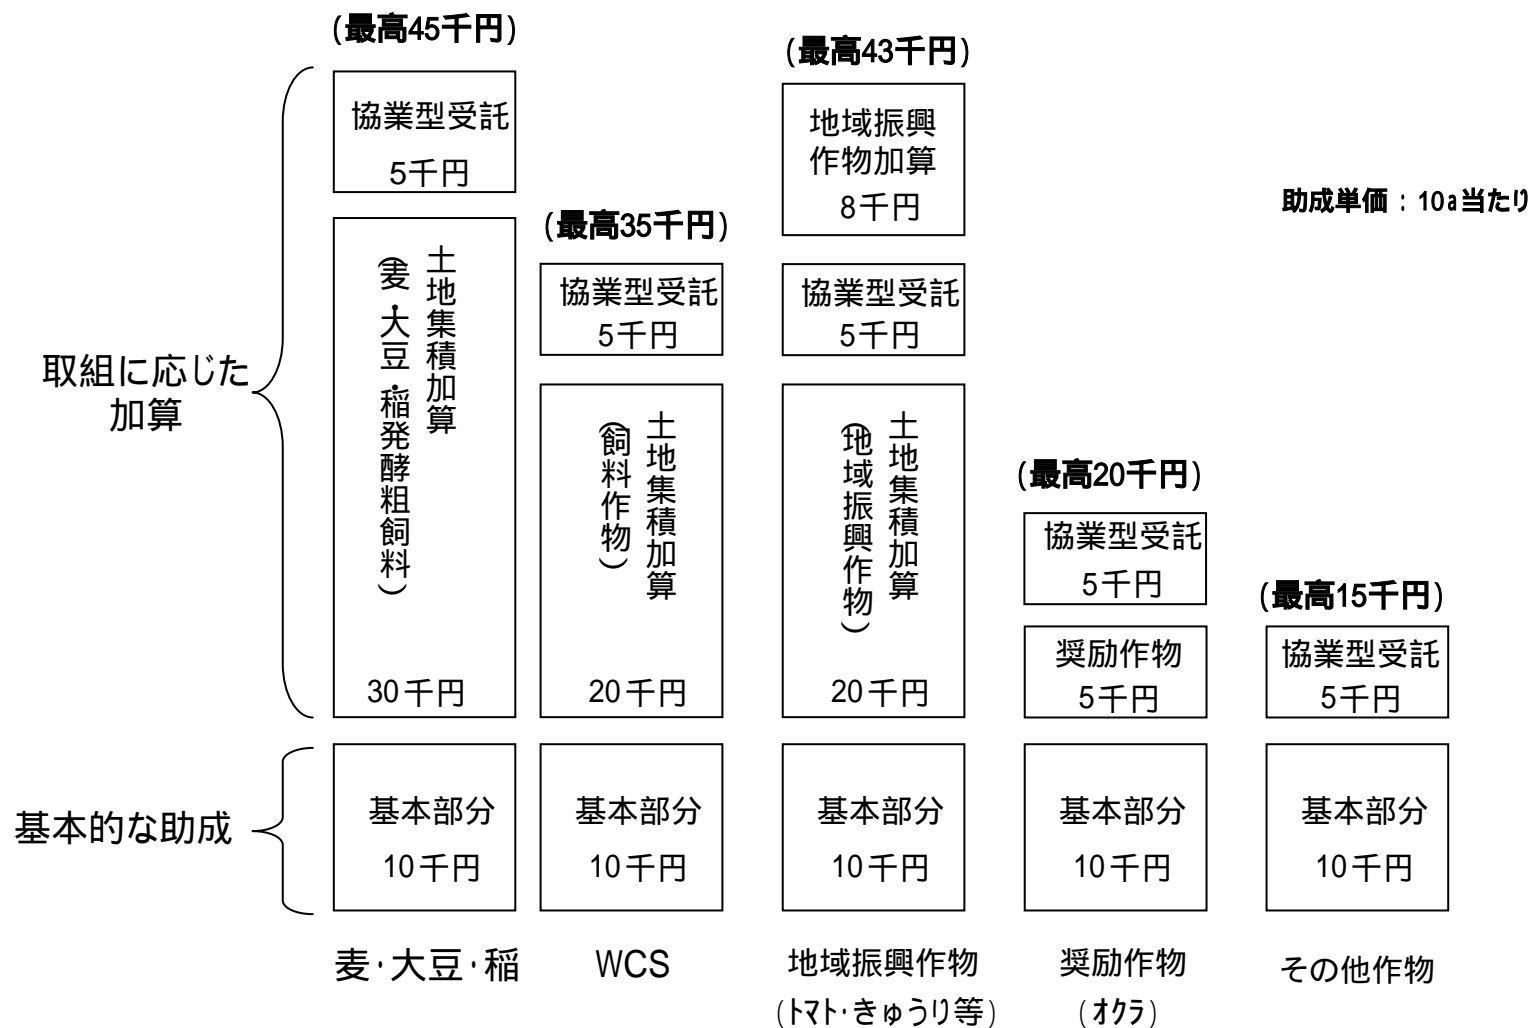 (最高45千円)
協業型受託
5千円
土地集積加算
(麦・大豆・稲発酵粗飼料)
30千円
(最高35千円)
協業型受託
5千円
土地集積加算
(飼料作物)
20千円
(最高43千円)
地域振興
作物加算
8千円
協業型受託
5千円
土地集積加算
(地域振興作物)
20千円
(最高20千円)
協業型受託
5千円
奨励作物
5千円
(最高15千円)
協業型受託
5千円
助成単価：10a当たり
取組に応じた
加算
基本的な助成
基本部分
10千円
基本部分
10千円
基本部分
10千円
基本部分
10千円
基本部分
10千円
麦・大豆・稲
WCS
地域振興作物
(トマト・きゅうり等)
奨励作物
(オクラ)
その他作物